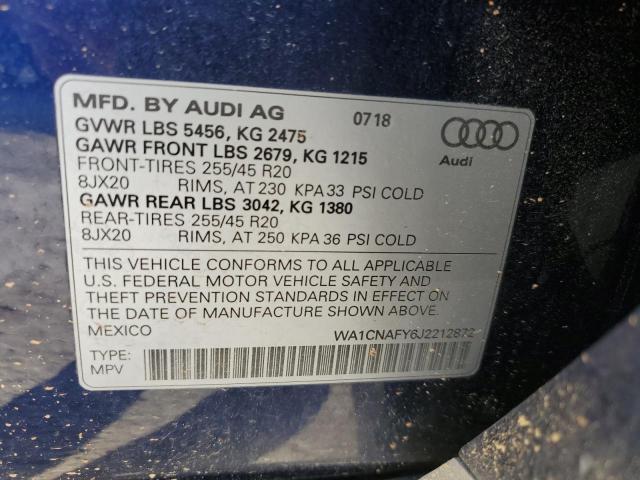 MFD. BY AUDI AG 0718
GVWR LBS 5456, KG 2475
GAWR FRONT LBS 2679, KG 1215
FRONT-TIRES 255/45 R20
8JX20 RIMS, AT 230 KPA 33 PSI COLD
GAWR REAR LBS 3042, KG 1380
REAR-TIRES 255/45 R20
8JX20 RIMS, AT 250 KPA 36 PSI COLD
Audi
THIS VEHICLE CONFORMS TO ALL APPLICABLE
U.S. FEDERAL MOTOR VEHICLE SAFETY AND
THEFT PREVENTION STANDARDS IN EFFECT ON
THE DATE OF MANUFACTURE SHOWN ABOVE.
MEXICO WA1CNAFY6J2212872
TYPE:
MPV